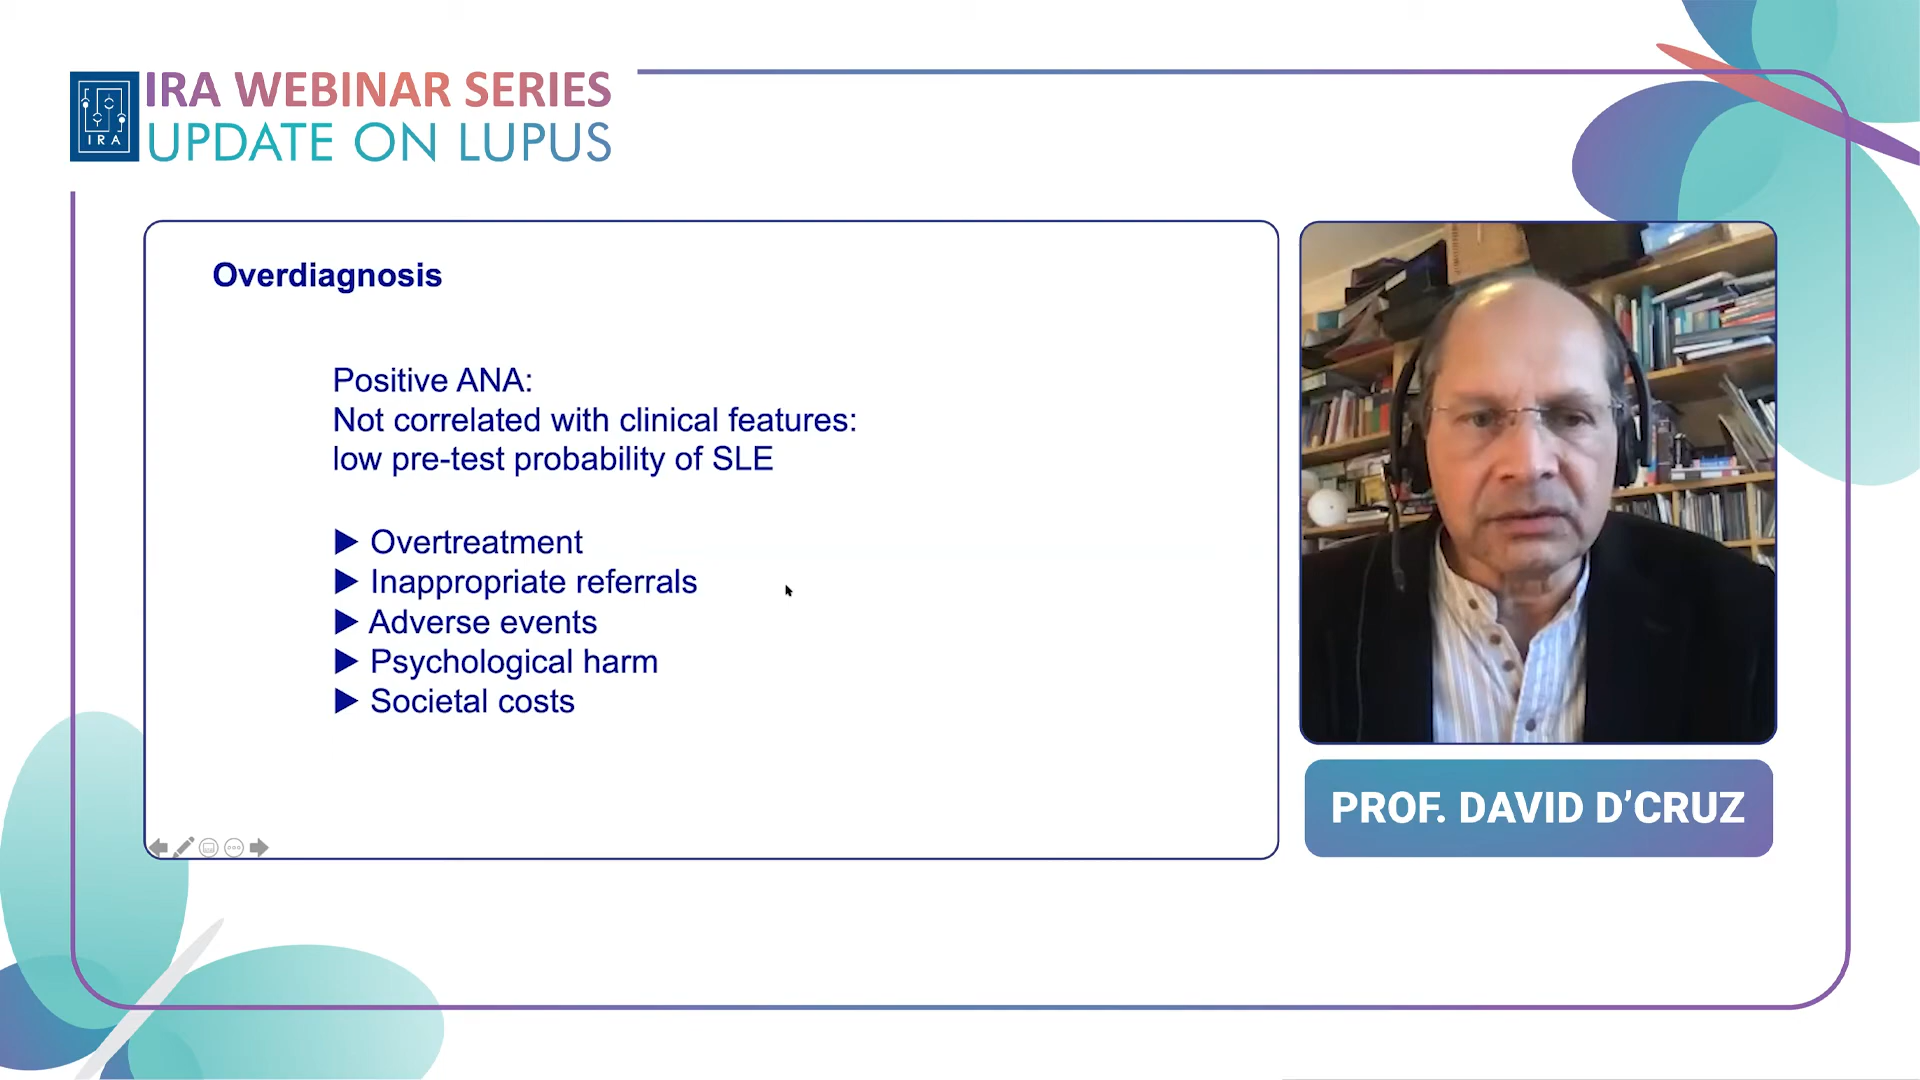 IRA WEBINAR SERIES
UPDATE ON LUPUS
IRA
Overdiagnosis
Positive ANA:
Not correlated with clinical features:
low pre-test probability of SLE
▶ Overtreatment
▶ Inappropriate referrals
▶ Adverse events
▶ Psychological harm
▶ Societal costs
PROF. DAVID D’CRUZ